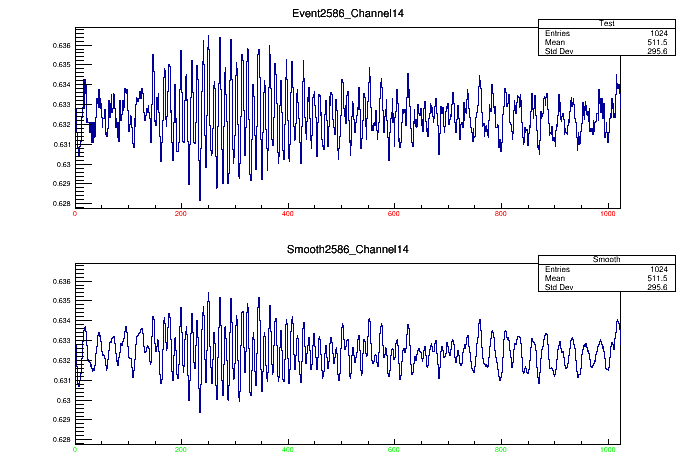 Event2586_Channel14
Test
Entries 1024
Mean 511.5
Std Dev 295.6
0.636
0.635
0.634
0.633
0.632
0.631
0.63
0.629
0.628
0 200 400 600 800 1000
Smooth2586_Channel14
Smooth
Entries 1024
Mean 511.5
Std Dev 295.6
0.636
0.635
0.634
0.633
0.632
0.631
0.63
0.629
0.628
0 200 400 600 800 1000